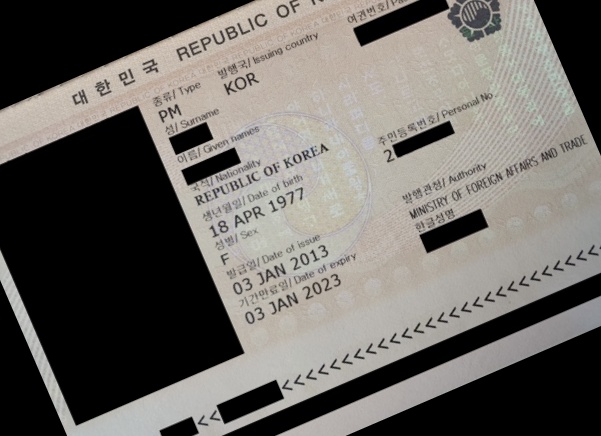 대한민국 REPUBLIC OF
종류/ Type 발행국/ Issuing country 여권번호/
PM KOR
성/ Surname
이름/ Given names
국적/ Nationality 주민등록번호/ Personal No.
REPUBLIC OF KOREA 2
생년월일/ Date of birth
18 APR 1977
성별/ Sex 발행관청/ Authority
F MINISTRY OF FOREIGN AFFAIRS AND TRADE
발급일/ Date of issue 한글성명
03 JAN 2013
기간만료일/ Date of expiry
03 JAN 2023